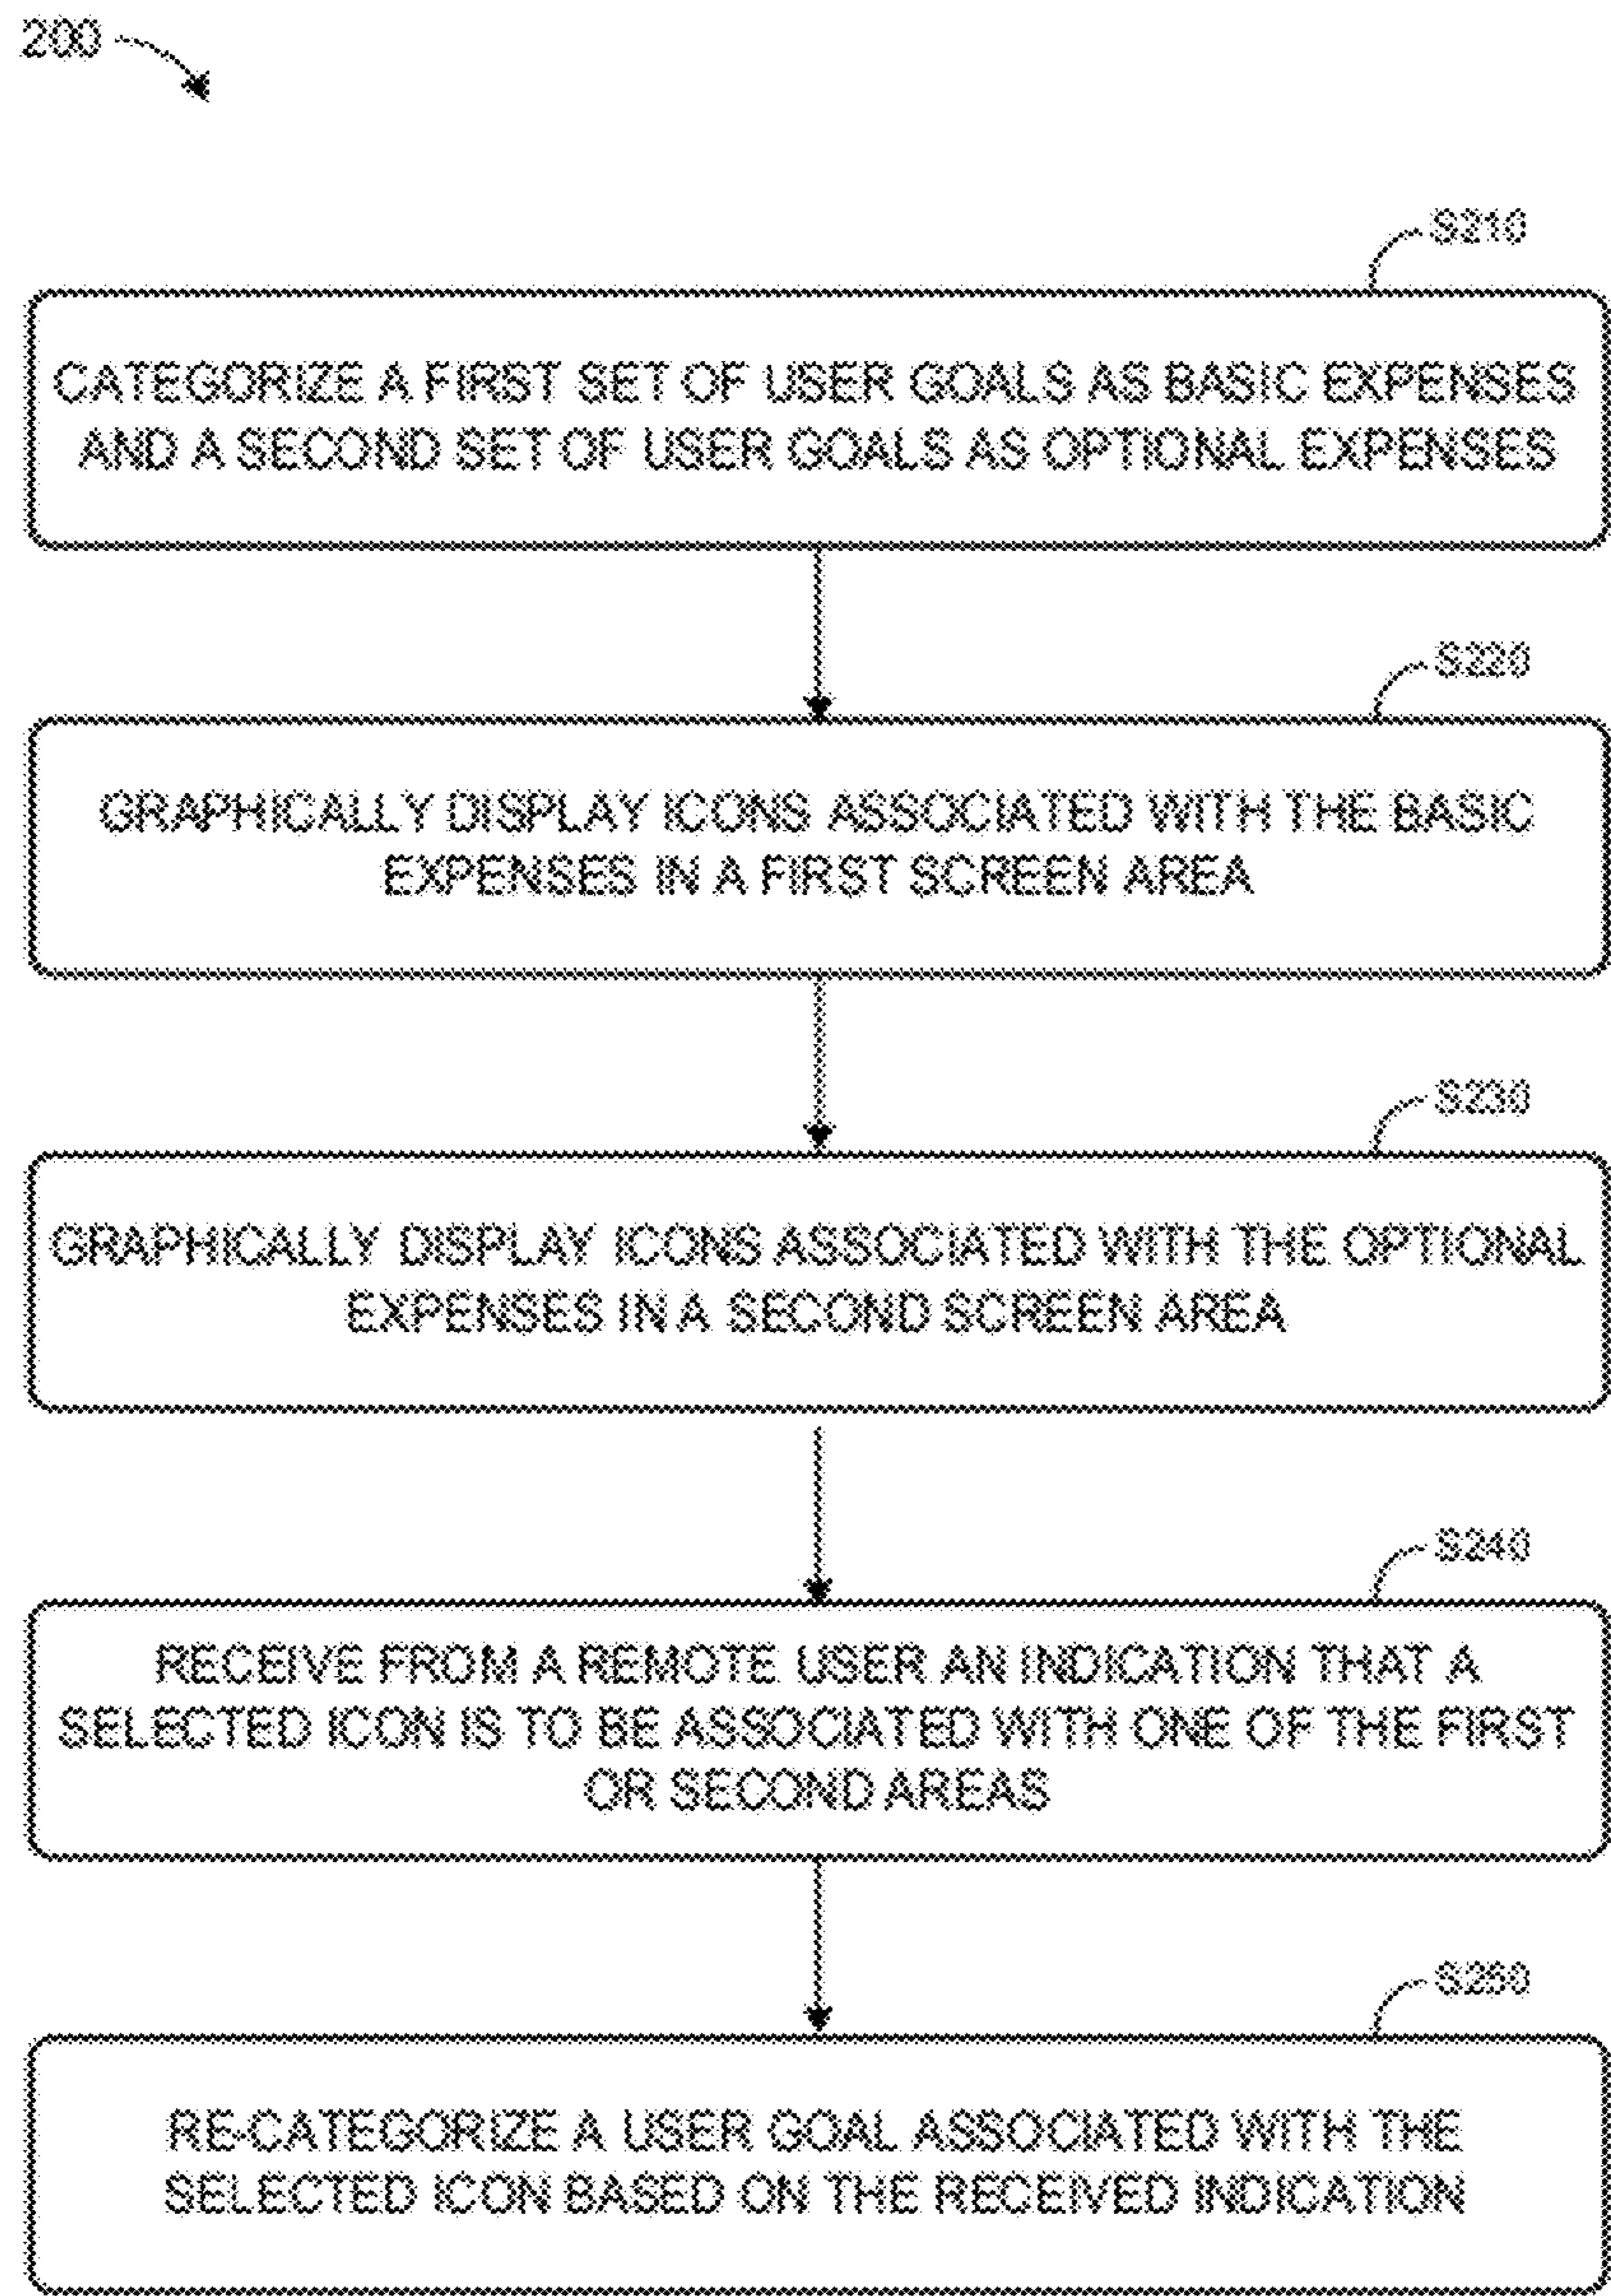 200
S210
CATEGORIZE A FIRST SET OF USER GOALS AS BASIC EXPENSES
AND A SECOND SET OF USER GOALS AS OPTIONAL EXPENSES
S220
GRAPHICALLY DISPLAY ICONS ASSOCIATED WITH THE BASIC
EXPENSES IN A FIRST SCREEN AREA
S230
GRAPHICALLY DISPLAY ICONS ASSOCIATED WITH THE OPTIONAL
EXPENSES IN A SECOND SCREEN AREA
S240
RECEIVE FROM A REMOTE USER AN INDICATION THAT A
SELECTED ICON IS TO BE ASSOCIATED WITH ONE OF THE FIRST
OR SECOND AREAS
S250
RE-CATEGORIZE A USER GOAL ASSOCIATED WITH THE
SELECTED ICON BASED ON THE RECEIVED INDICATION